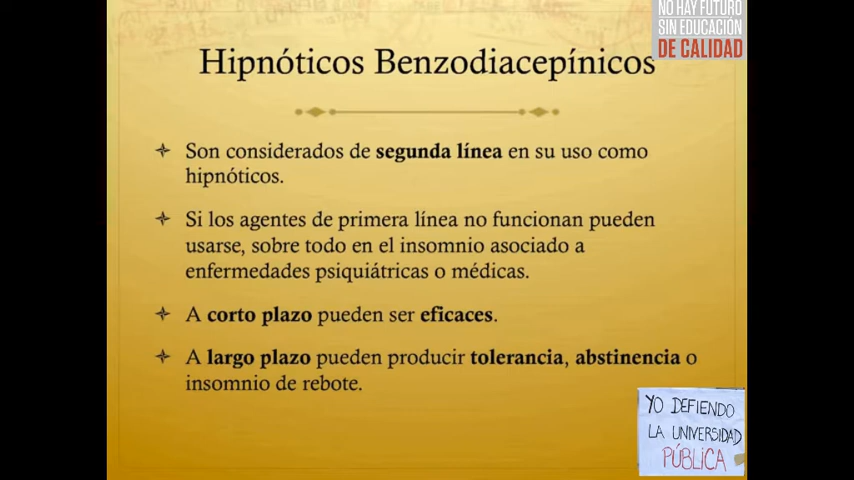 NO HAY FUTURO
SIN EDUCACIÓN
DE CALIDAD
Hipnóticos Benzodiacepínicos
Son considerados de segunda línea en su uso como
hipnóticos.
Si los agentes de primera línea no funcionan pueden
usarse, sobre todo en el insomnio asociado a
enfermedades psiquiátricas o médicas.
A corto plazo pueden ser eficaces.
A largo plazo pueden producir tolerancia, abstinencia o
insomnio de rebote.
YO DEFIENDO
LA UNIVERSIDAD
PÚBLICA